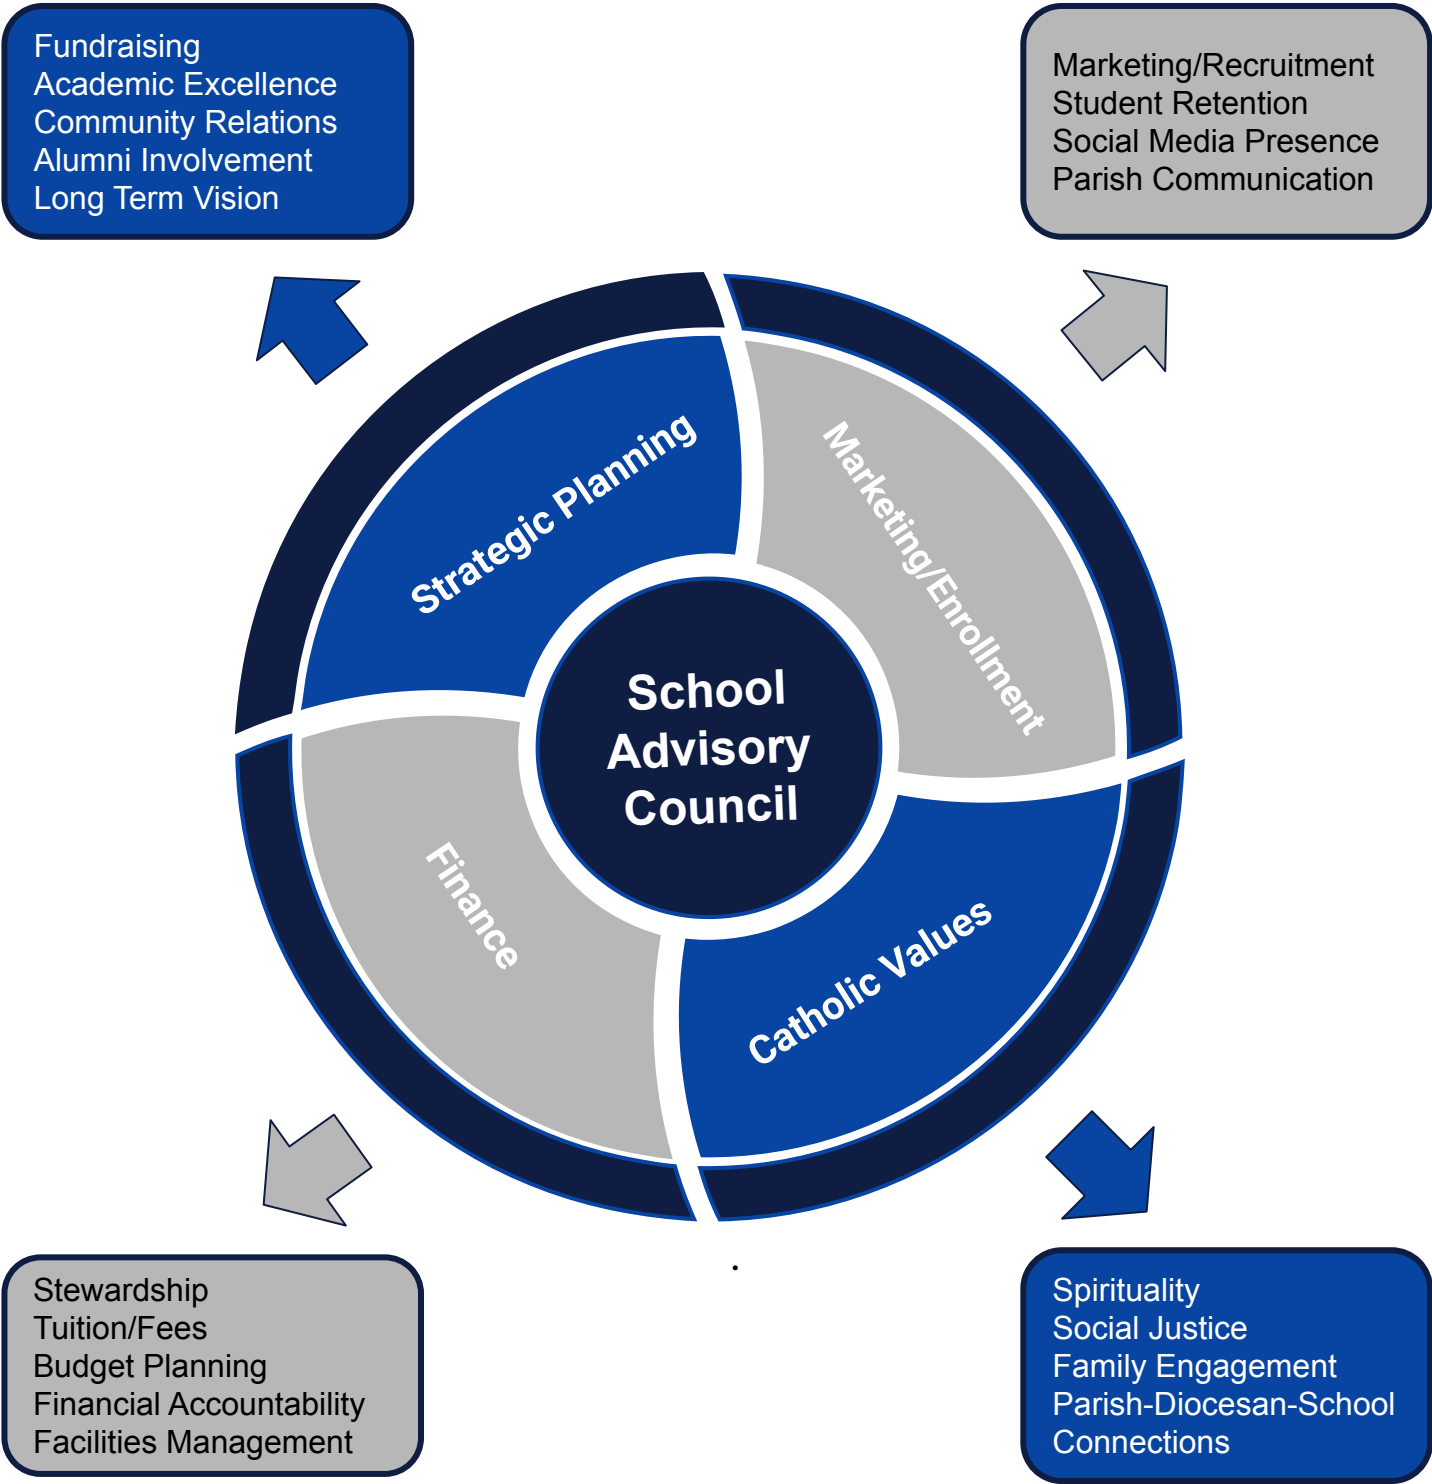 Fundraising
Academic Excellence
Community Relations
Alumni Involvement
Long Term Vision
Marketing/Recruitment
Student Retention
Social Media Presence
Parish Communication
Strategic Planning
Marketing/Enrollment
School
Advisory
Council
Finance
Catholic Values
Stewardship
Tuition/Fees
Budget Planning
Financial Accountability
Facilities Management
Spirituality
Social Justice
Family Engagement
Parish-Diocesan-School
Connections